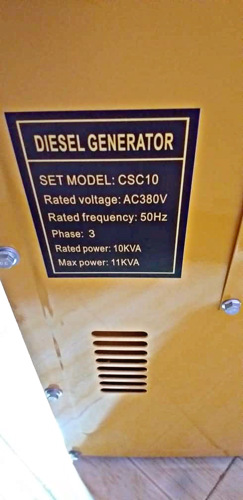 DIESEL GENERATOR
SET MODEL: CSC10
Rated voltage: AC380V
Rated frequency: 50Hz
Phase: 3
Rated power: 10KVA
Max power: 11KVA